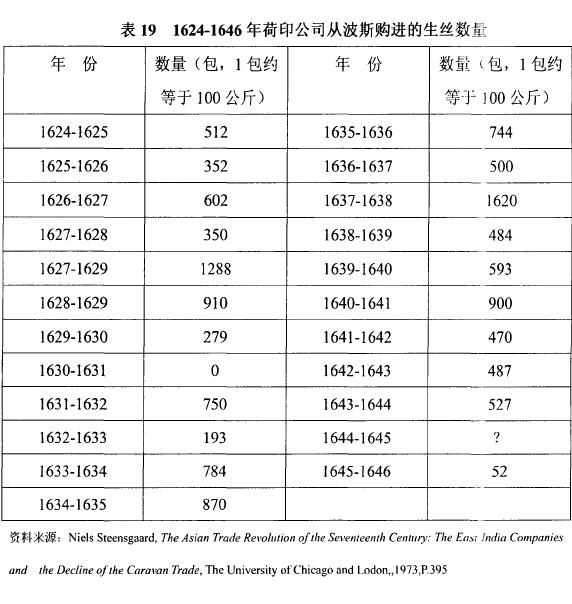 表 19 1624-1646 年荷印公司从波斯购进的生丝数量
年 份 数量（包，1 包约等于 100 公斤） 年 份 数量（包，1 包约等于 100 公斤）
1624-1625 512 1635-1636 744
1625-1626 352 1636-1637 500
1626-1627 602 1637-1638 1620
1627-1628 350 1638-1639 484
1627-1629 1288 1639-1640 593
1628-1629 910 1640-1641 900
1629-1630 279 1641-1642 470
1630-1631 0 1642-1643 487
1631-1632 750 1643-1644 527
1632-1633 193 1644-1645 ?
1633-1634 784 1645-1646 52
1634-1635 870
资料来源：Niels Steensgaard, The Asian Trade Revolution of the Seventeenth Century: The East India Companies
and the Decline of the Caravan Trade, The University of Chicago and Lodon,,1973,P.395